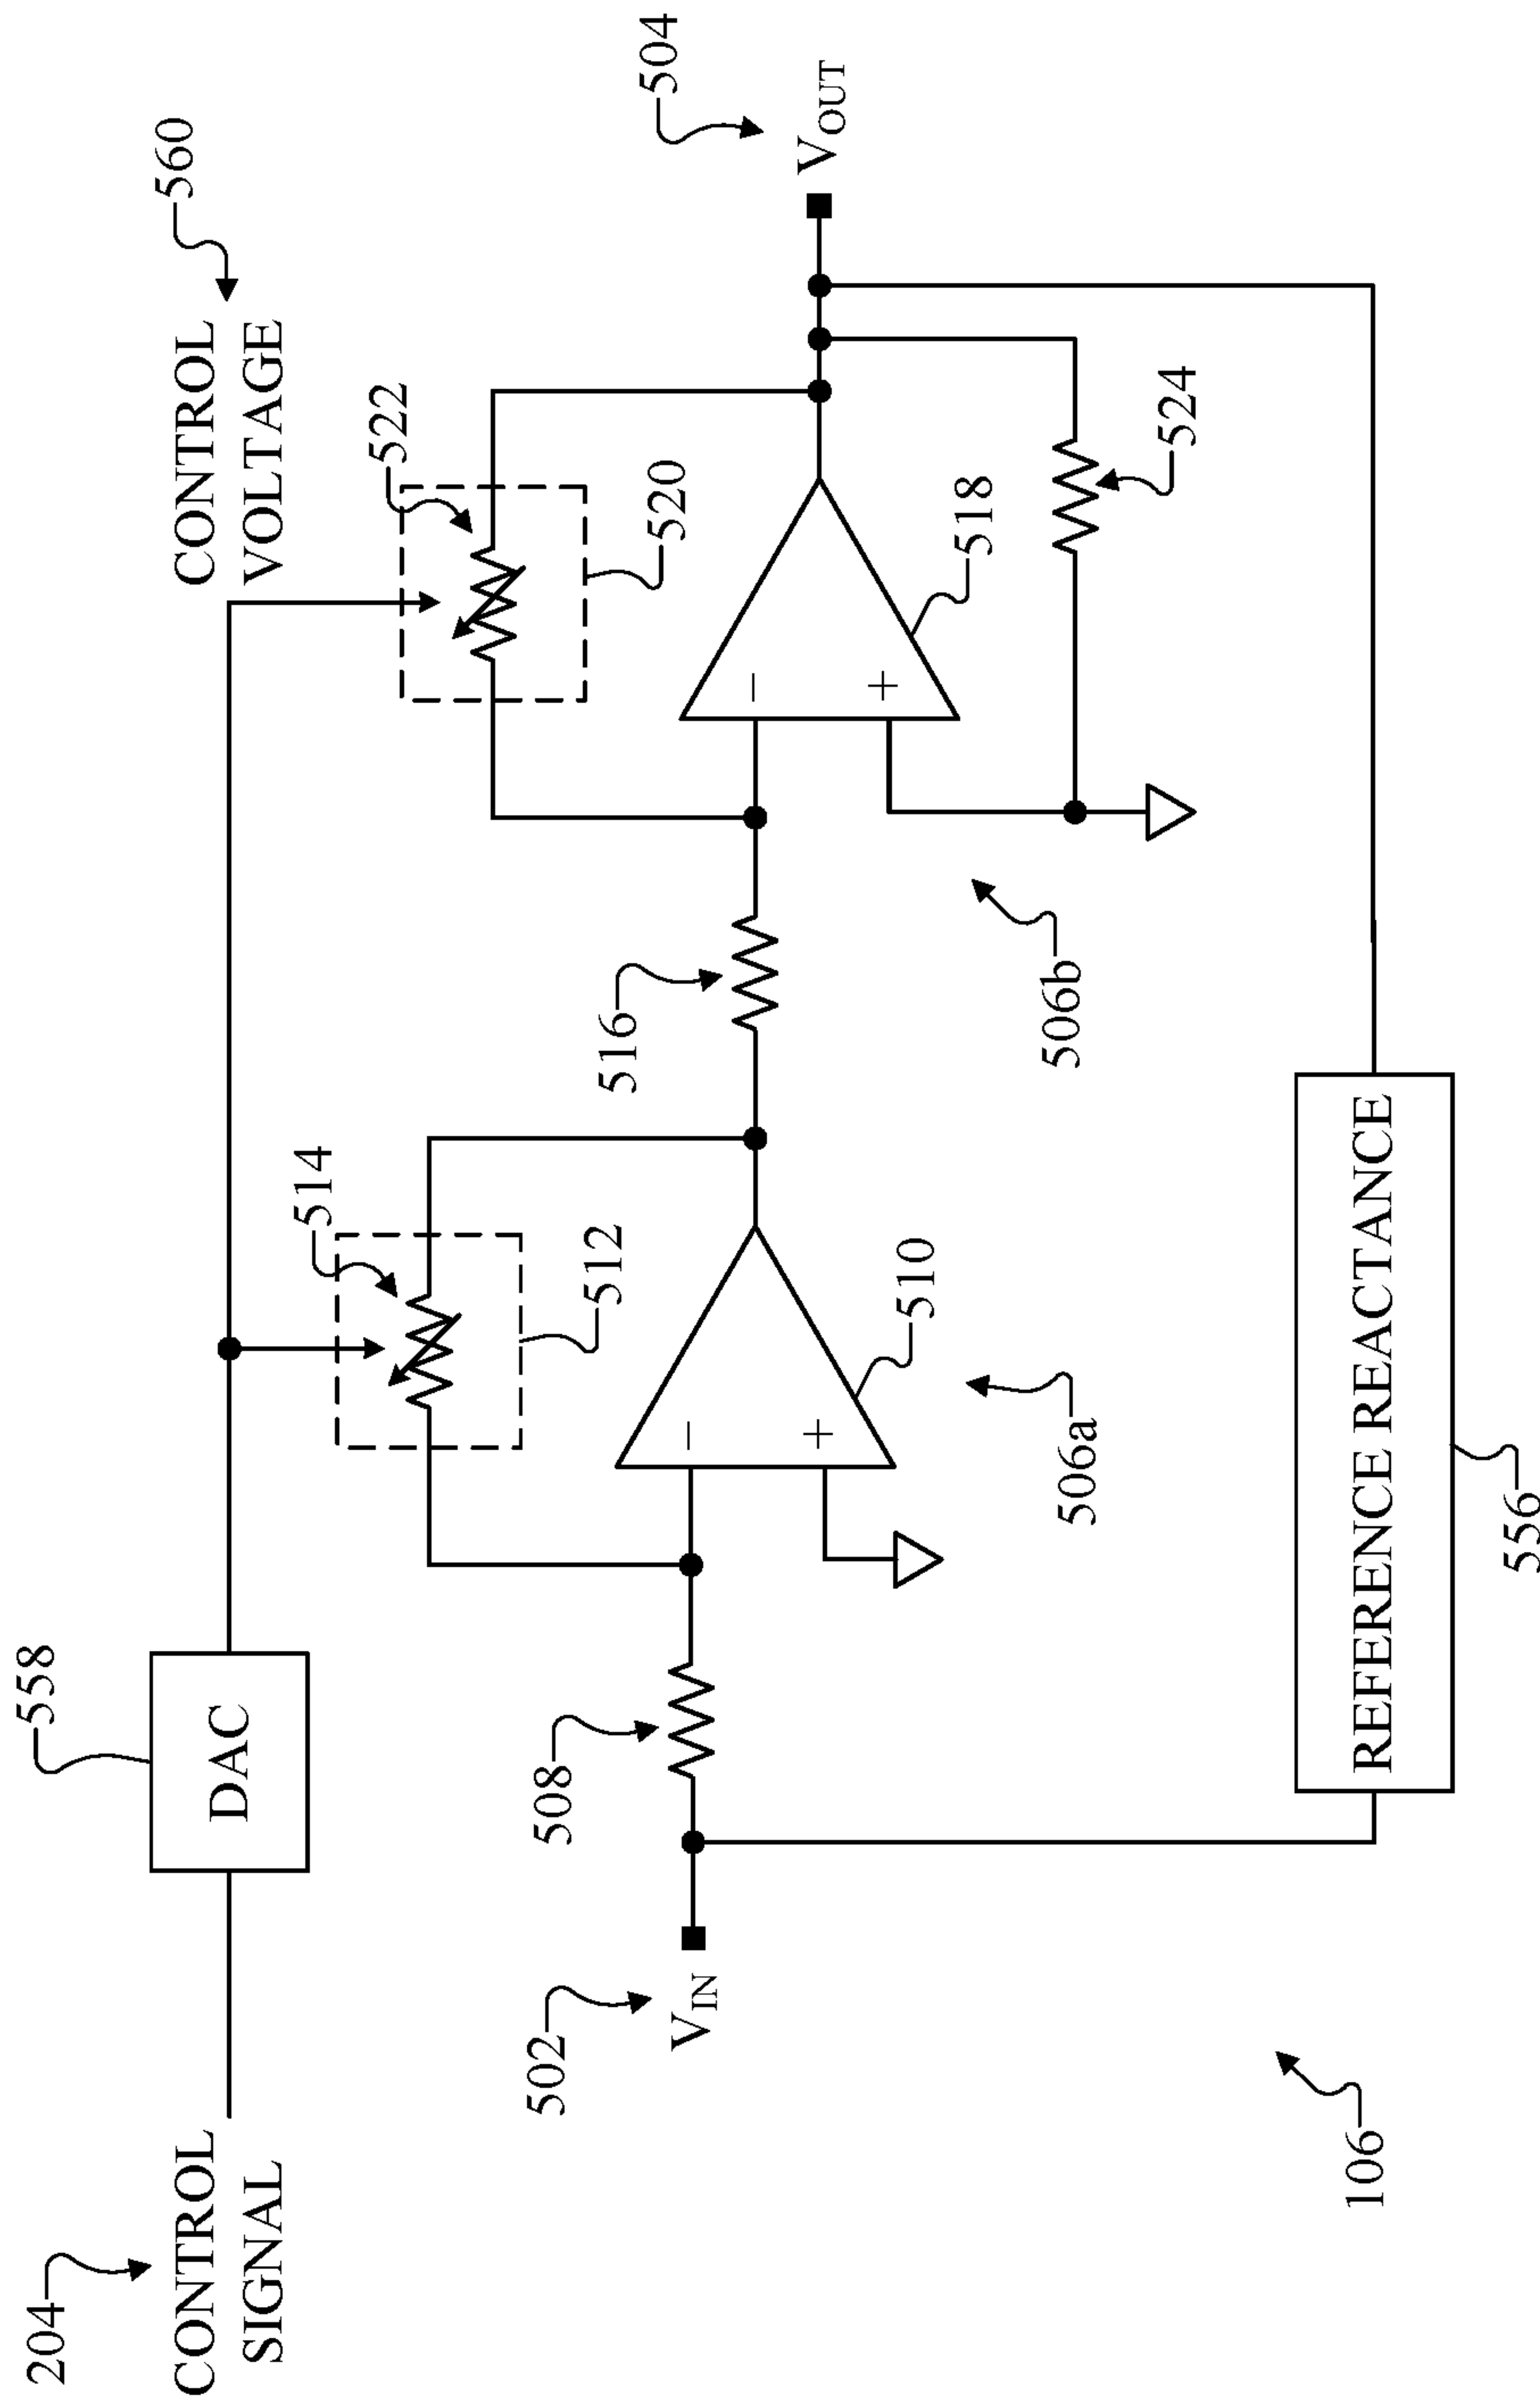 204
CONTROL
SIGNAL
558
DAC
CONTROL
VOLTAGE
560
514
522
512
520
502
V_IN
508
−
+
510
516
−
+
518
V_OUT
504
506a
506b
524
106
REFERENCE REACTANCE
556